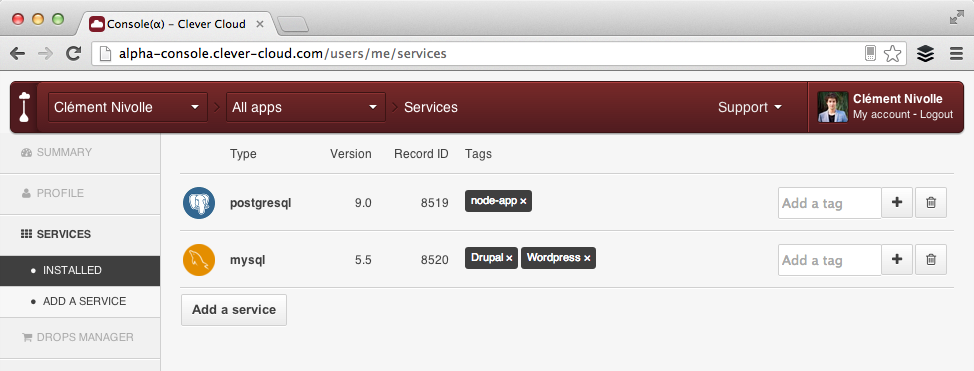 Console(α) – Clever Cloud ×
alpha-console.clever-cloud.com/users/me/services
Clément Nivolle
All apps
Services
Support
Clément Nivolle
My account - Logout
SUMMARY
PROFILE
SERVICES
• INSTALLED
• ADD A SERVICE
DROPS MANAGER
Type Version Record ID Tags
postgresql 9.0 8519 node-app × Add a tag +
mysql 5.5 8520 Drupal × Wordpress × Add a tag +
Add a service